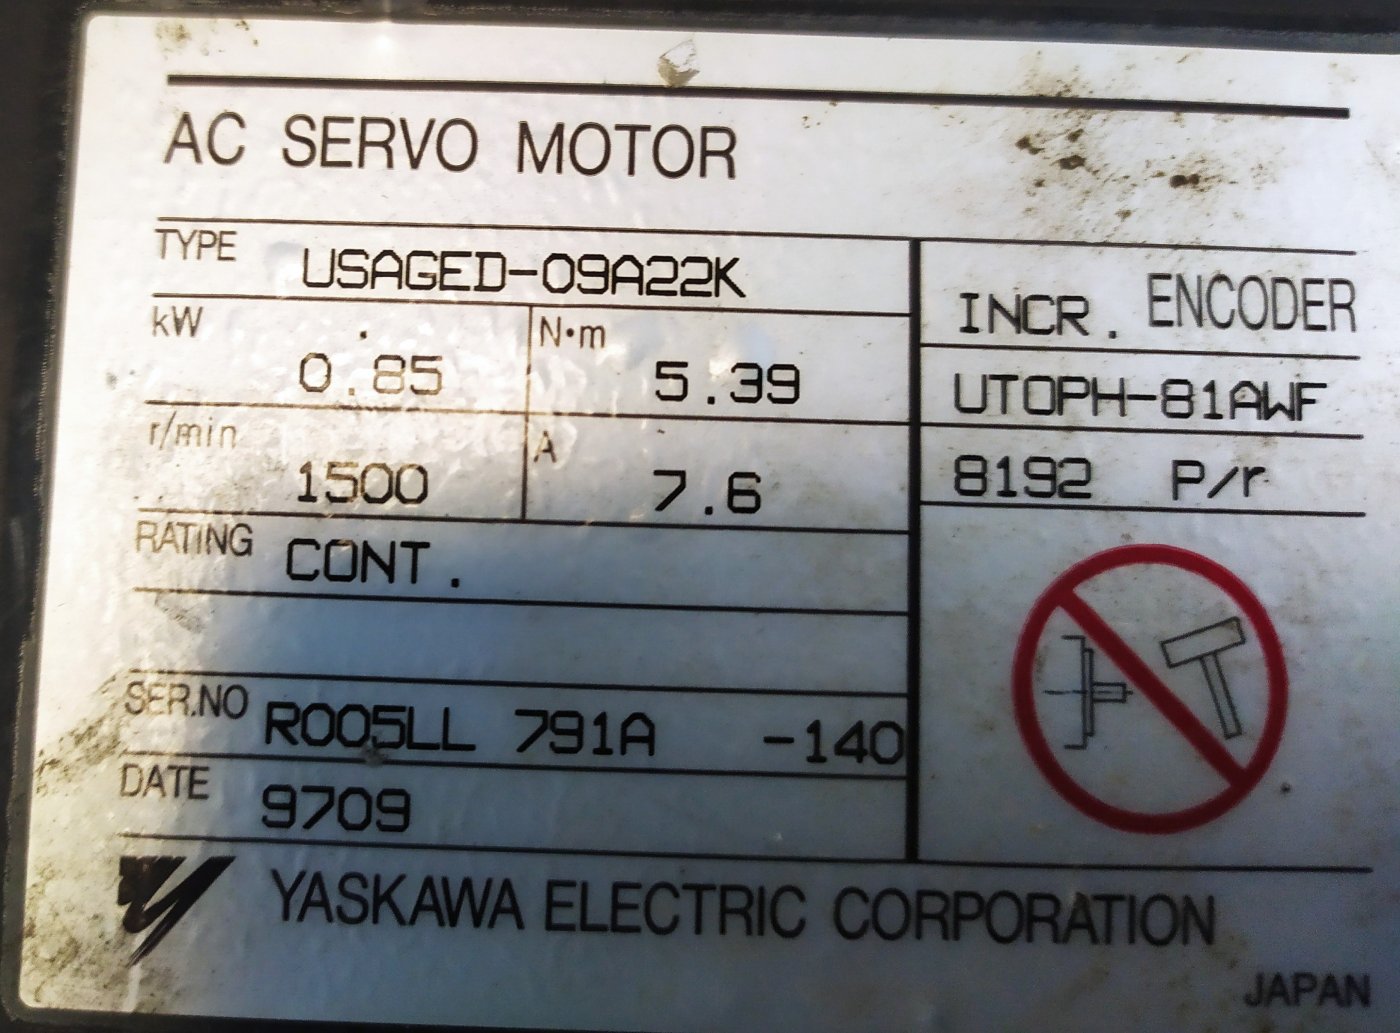 AC SERVO MOTOR
TYPE USAGED-09A22K
kW 0.85 N•m 5.39
r/min 1500 A 7.6
RATING CONT.
SER.NO R005LL 791A -140
DATE 9709
INCR. ENCODER
UTOPH-81AWF
8192 P/r
YASKAWA ELECTRIC CORPORATION
JAPAN